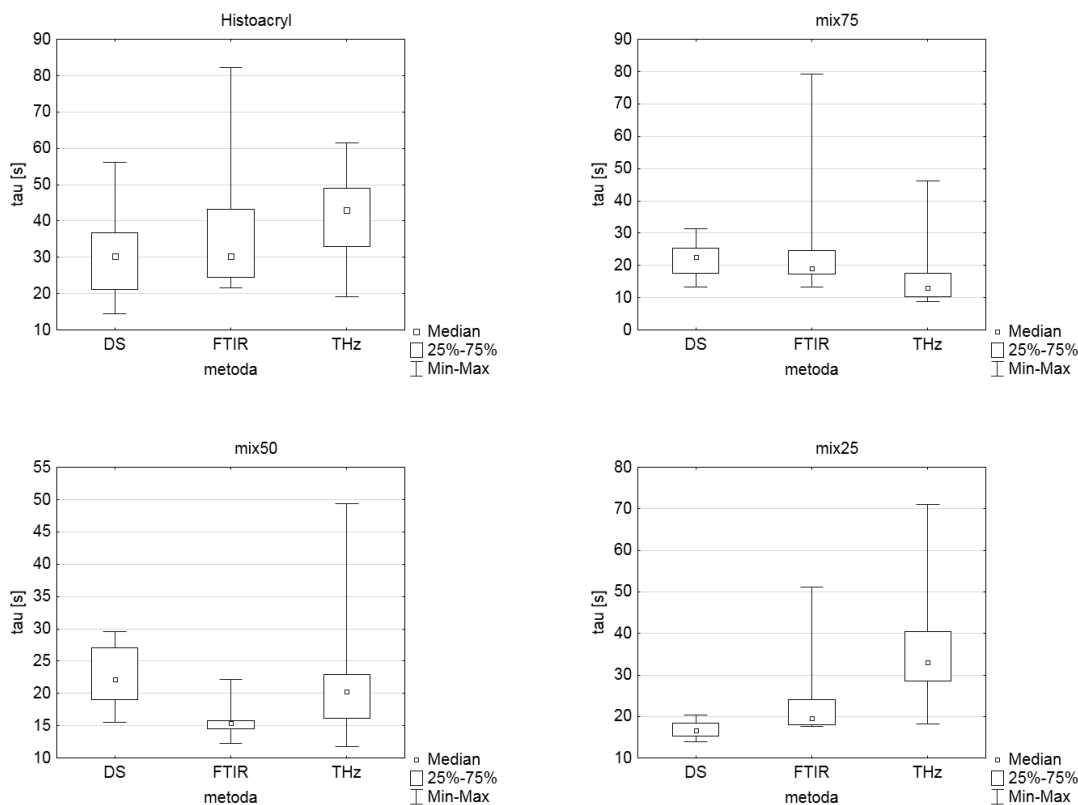 Histoacryl
90
80
70
60
50
40
30
20
10
tau [s]
DS FTIR THz
metoda
Median
25%-75%
Min-Max
mix75
90
80
70
60
50
40
30
20
10
0
tau [s]
DS FTIR THz
metoda
Median
25%-75%
Min-Max
mix50
55
50
45
40
35
30
25
20
15
10
tau [s]
DS FTIR THz
metoda
Median
25%-75%
Min-Max
mix25
80
70
60
50
40
30
20
10
tau [s]
DS FTIR THz
metoda
Median
25%-75%
Min-Max